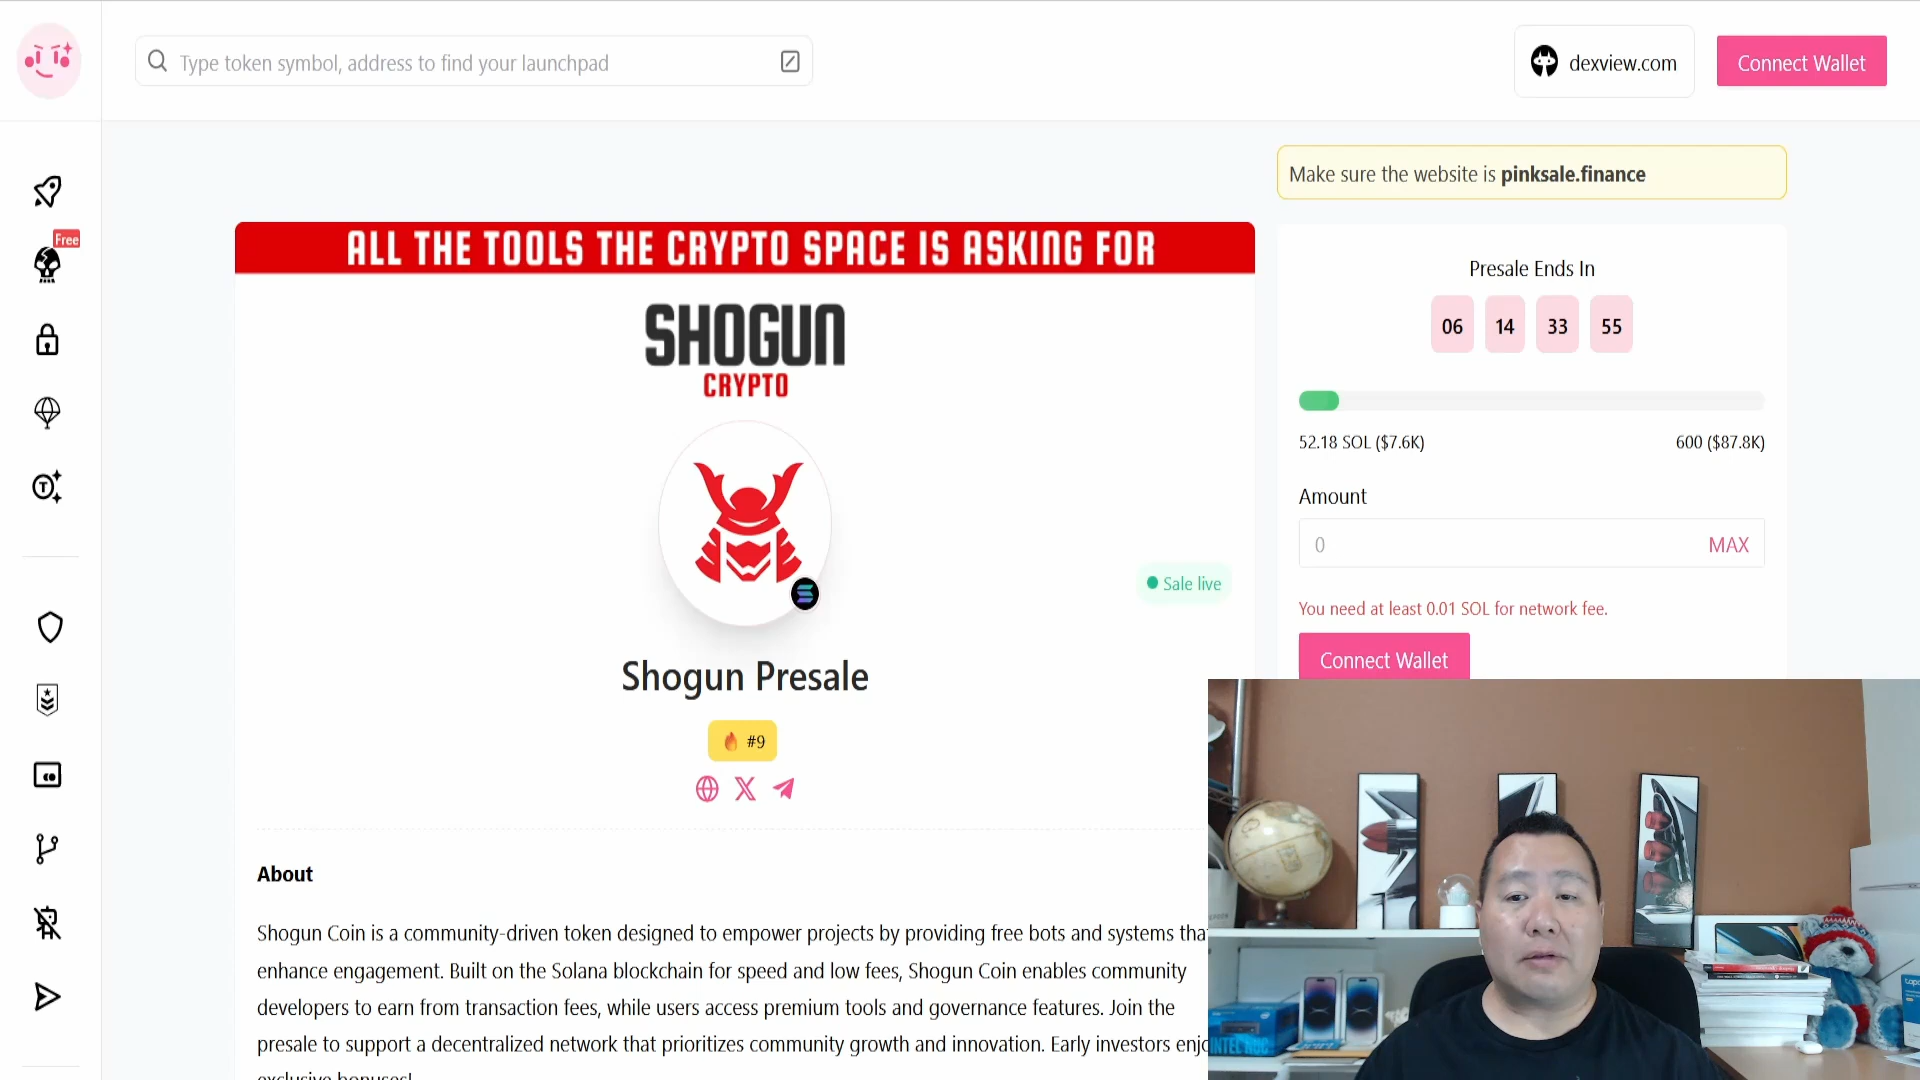 Type token symbol, address to find your launchpad
dexview.com
Connect Wallet
Free
Make sure the website is pinksale.finance
ALL THE TOOLS THE CRYPTO SPACE IS ASKING FOR
SHOGUN
CRYPTO
Sale live
Shogun Presale
#9
About
Shogun Coin is a community-driven token designed to empower projects by providing free bots and systems tha
enhance engagement. Built on the Solana blockchain for speed and low fees, Shogun Coin enables community
developers to earn from transaction fees, while users access premium tools and governance features. Join the
presale to support a decentralized network that prioritizes community growth and innovation. Early investors enjo
exclusive bonuses!
Presale Ends In
06 14 33 55
52.18 SOL ($7.6K) 600 ($87.8K)
Amount
0 MAX
You need at least 0.01 SOL for network fee.
Connect Wallet
INTEL NUC